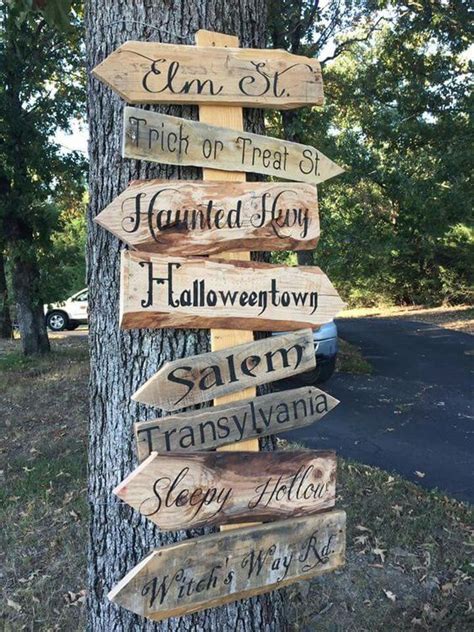 Elm St.
Trick or Treat St.
Haunted Hwy
Halloweentown
Salem
Transylvania
Sleepy Hollow
Witch's Way Rd.